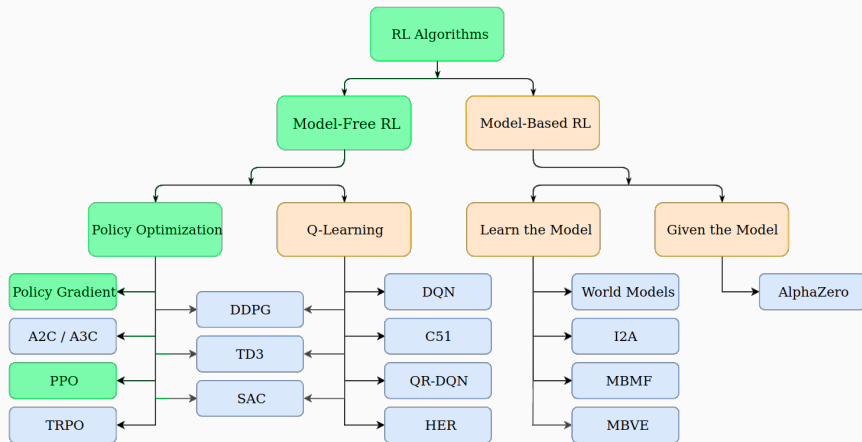 RL Algorithms
Model-Free RL
Model-Based RL
Policy Optimization
Q-Learning
Learn the Model
Given the Model
Policy Gradient
DDPG
DQN
World Models
AlphaZero
A2C / A3C
TD3
C51
I2A
PPO
SAC
QR-DQN
MBMF
TRPO
HER
MBVE